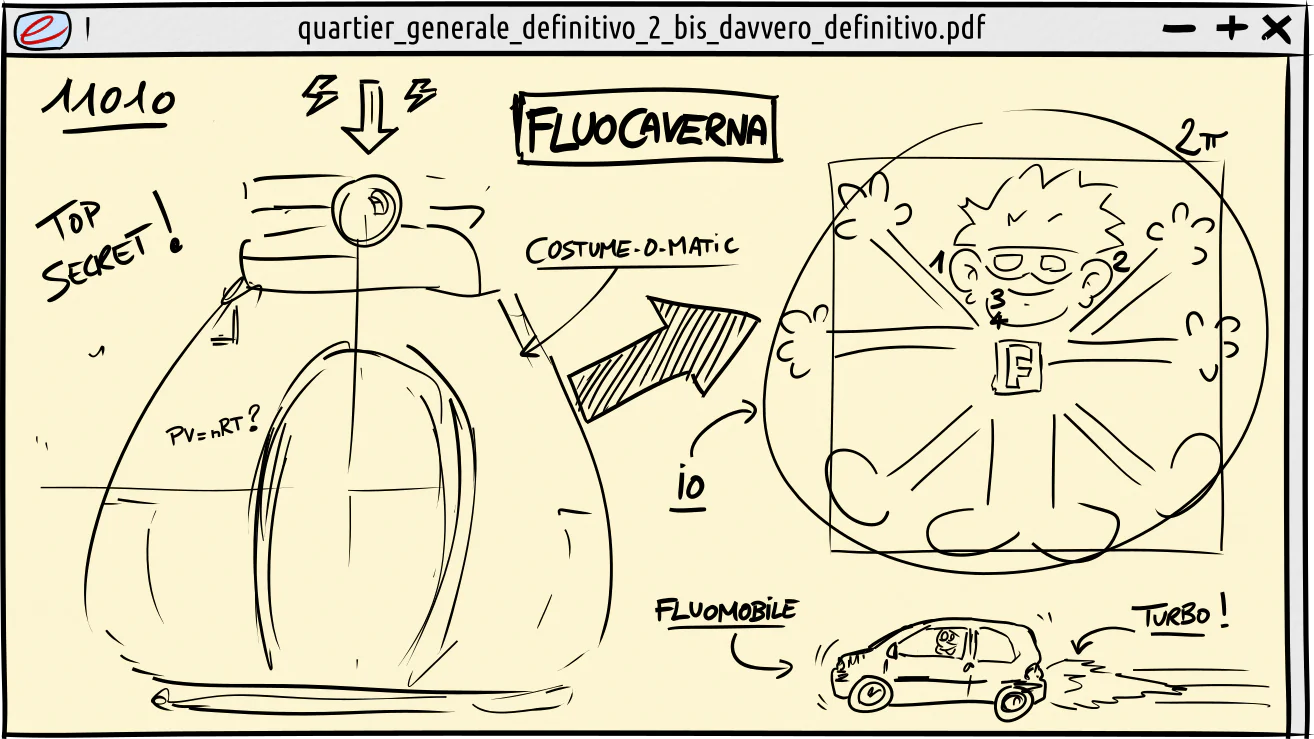 e
quartier_generale_definitivo_2_bis_davvero_definitivo.pdf
11010
TOP
SECRET!
FLUOCAVERNA
COSTUME-O-MATIC
PV=nRT?
io
2π
1
2
3
4
F
FLUOMOBILE
TURBO!